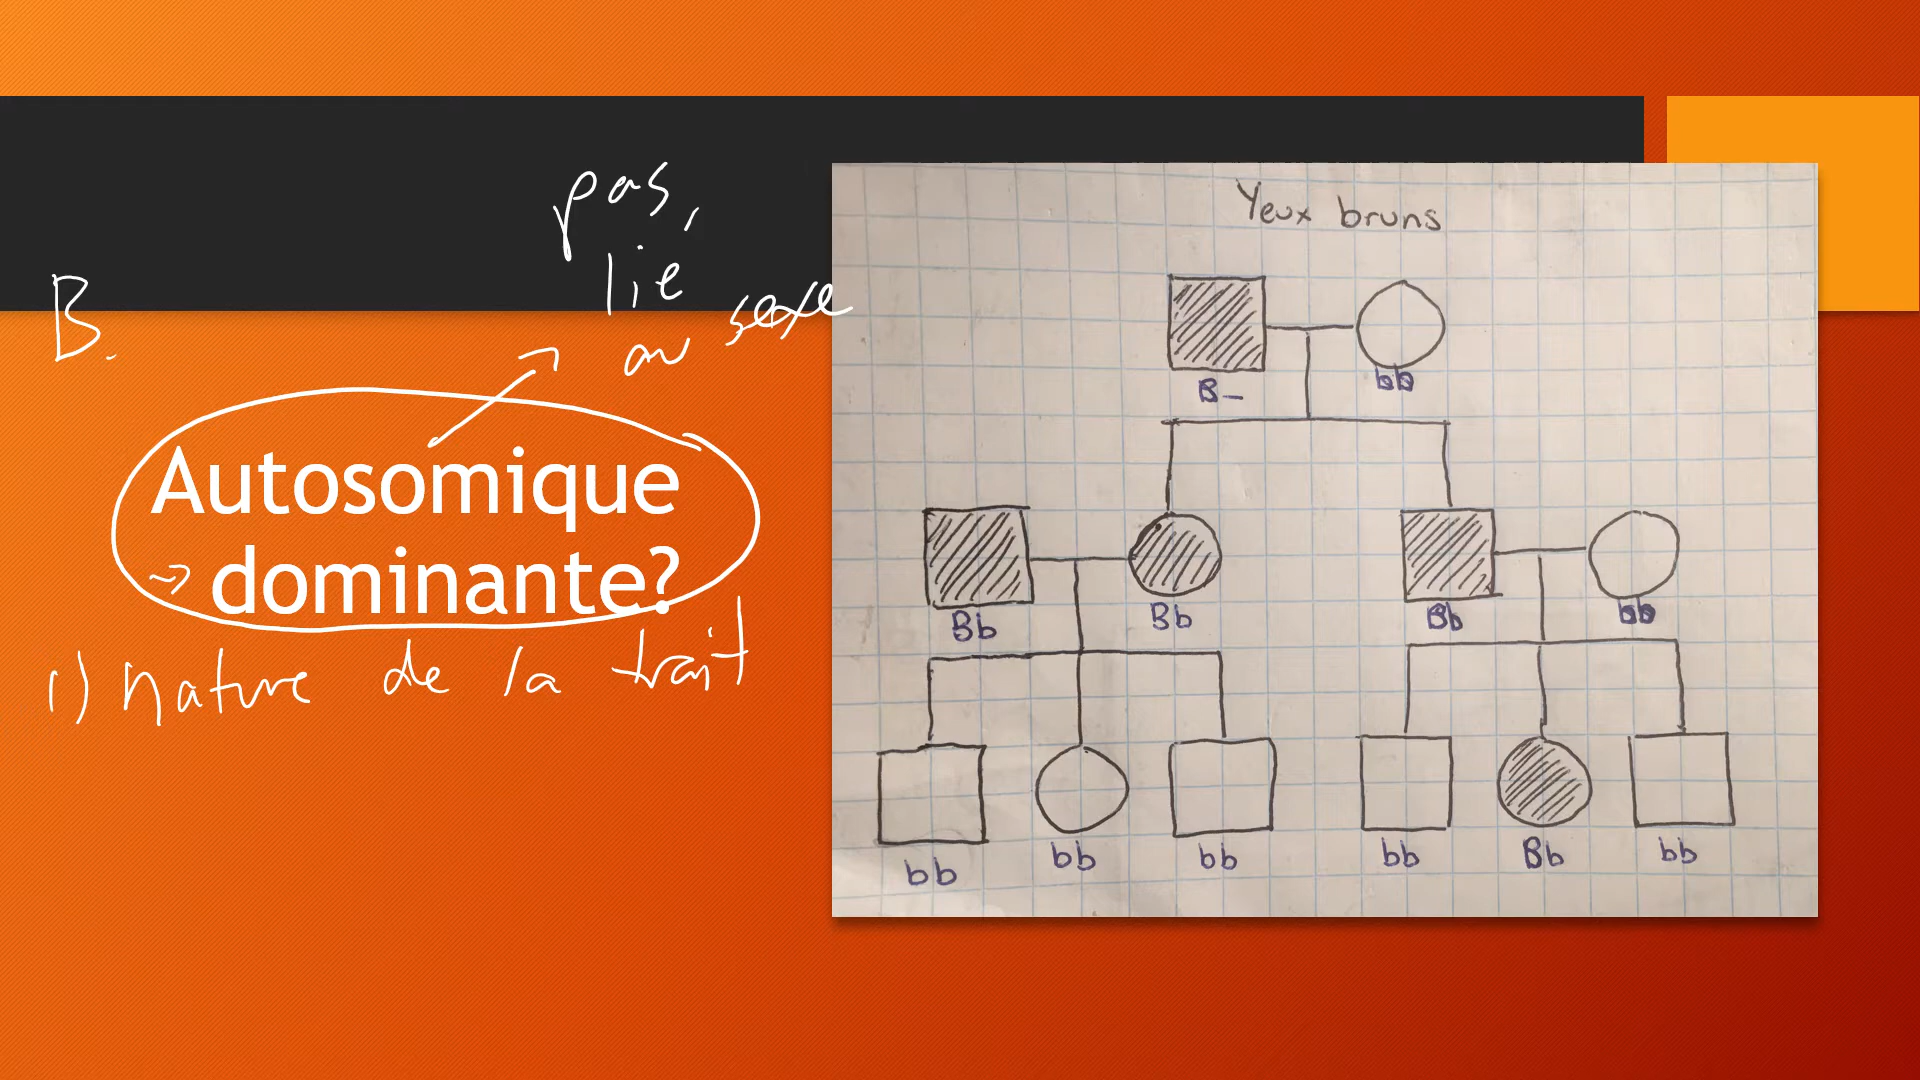 B.
pas
lié
au sexe
Autosomique
→ dominante?
1) nature de la trait
Yeux bruns
B_ bb
Bb Bb Bb bb
bb bb bb bb Bb bb